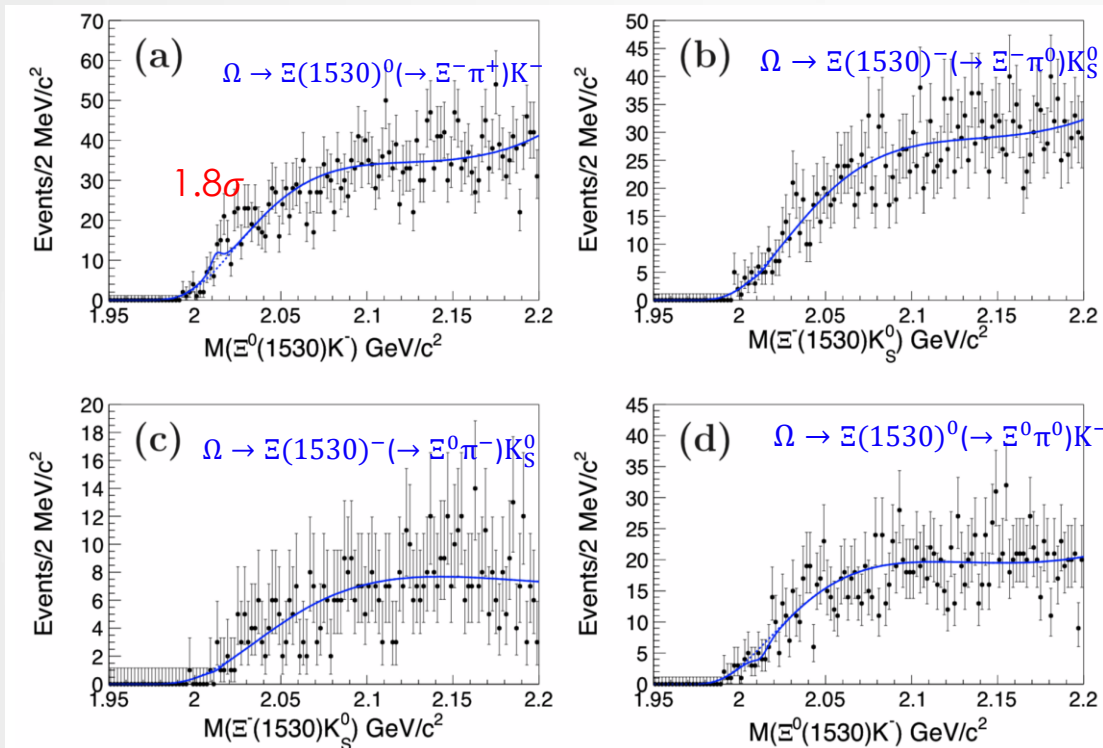 (a)
Ω → Ξ(1530)⁰(→ Ξ⁻π⁺)K⁻
1.8σ
Events/2 MeV/c²
70
60
50
40
30
20
10
0
1.95 2 2.05 2.1 2.15 2.2
M(Ξ⁰(1530)K⁻) GeV/c²
(b)
Ω → Ξ(1530)⁻(→ Ξ⁻π⁰)K⁰S
Events/2 MeV/c²
50
45
40
35
30
25
20
15
10
5
0
1.95 2 2.05 2.1 2.15 2.2
M(Ξ⁻(1530)K⁰S) GeV/c²
(c)
Ω → Ξ(1530)⁻(→ Ξ⁰π⁻)K⁰S
Events/2 MeV/c²
20
18
16
14
12
10
8
6
4
2
0
1.95 2 2.05 2.1 2.15 2.2
M(Ξ⁻(1530)K⁰S) GeV/c²
(d)
Ω → Ξ(1530)⁰(→ Ξ⁰π⁰)K⁻
Events/2 MeV/c²
45
40
35
30
25
20
15
10
5
0
1.95 2 2.05 2.1 2.15 2.2
M(Ξ⁰(1530)K⁻) GeV/c²